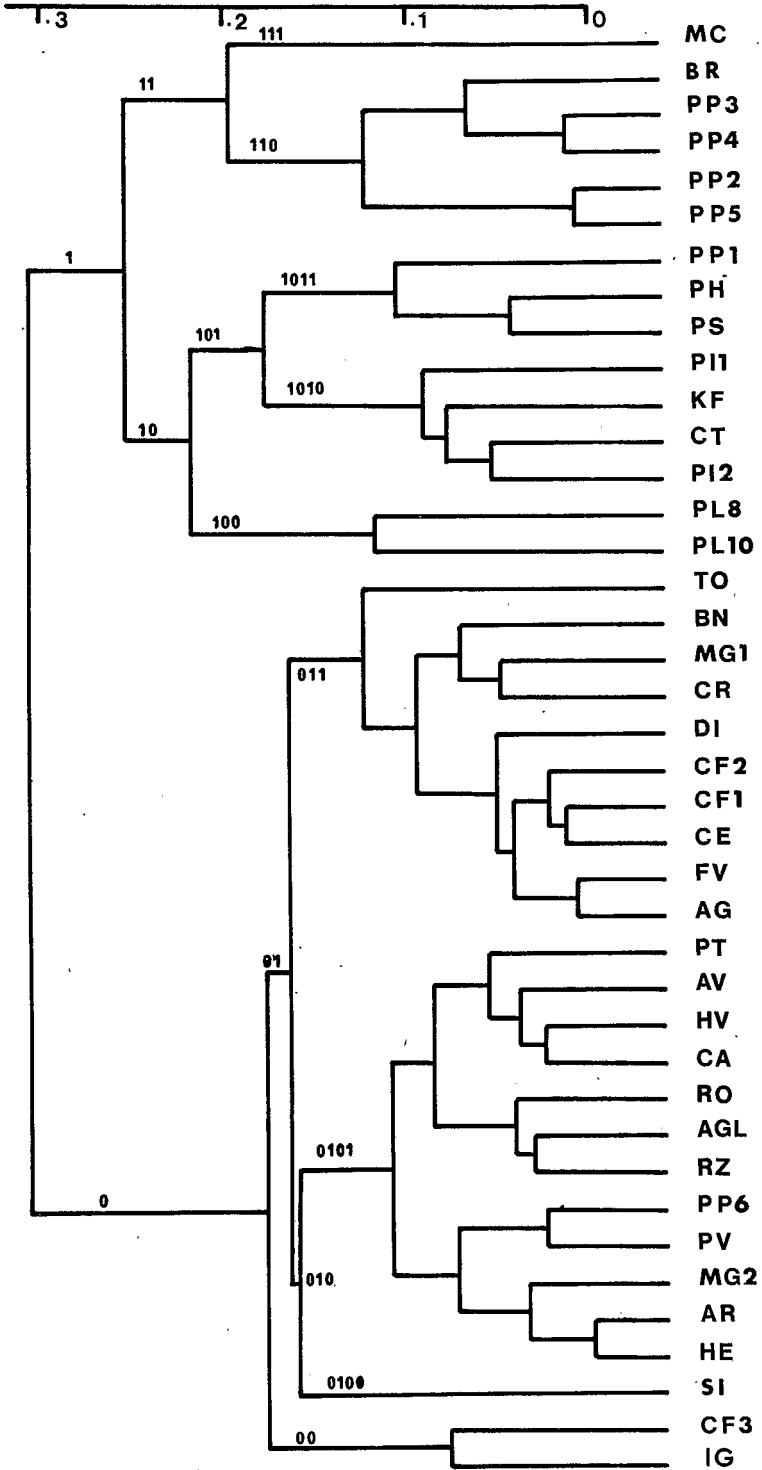 .3 .2 .1 0
111 MC
11 BR
PP3
110 PP4
PP2
PP5
1 PP1
1011 PH
101 PS
PI1
1010 KF
10 CT
PI2
100 PL8
PL10
TO
BN
011 MG1
CR
DI
CF2
CF1
CE
FV
AG
01 PT
AV
HV
CA
RO
0101 AGL
RZ
0 PP6
PV
010 MG2
AR
HE
0100 SI
00 CF3
IG